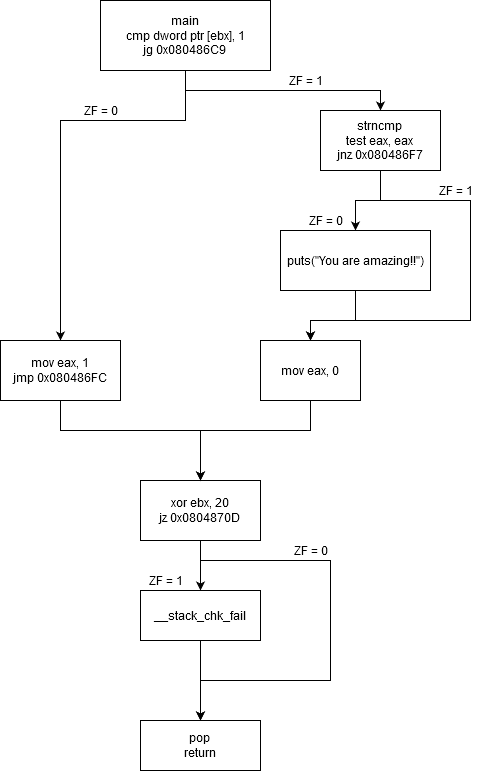 main
cmp dword ptr [ebx], 1
jg 0x080486C9
ZF = 1
ZF = 0
strncmp
test eax, eax
jnz 0x080486F7
ZF = 1
ZF = 0
puts("You are amazing!!")
mov eax, 1
jmp 0x080486FC
mov eax, 0
xor ebx, 20
jz 0x0804870D
ZF = 0
ZF = 1
__stack_chk_fail
pop
return